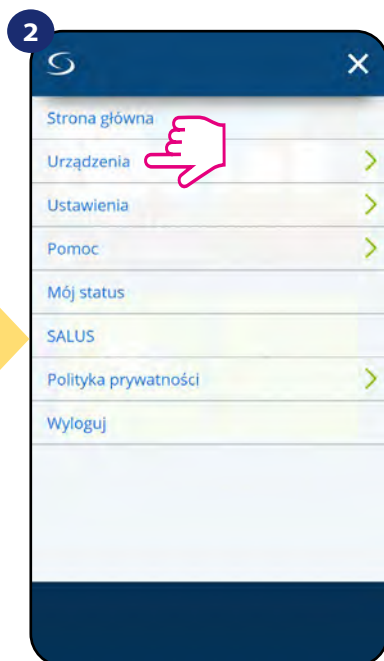 2
Strona główna
Urządzenia
Ustawienia
Pomoc
Mój status
SALUS
Polityka prywatności
Wyloguj